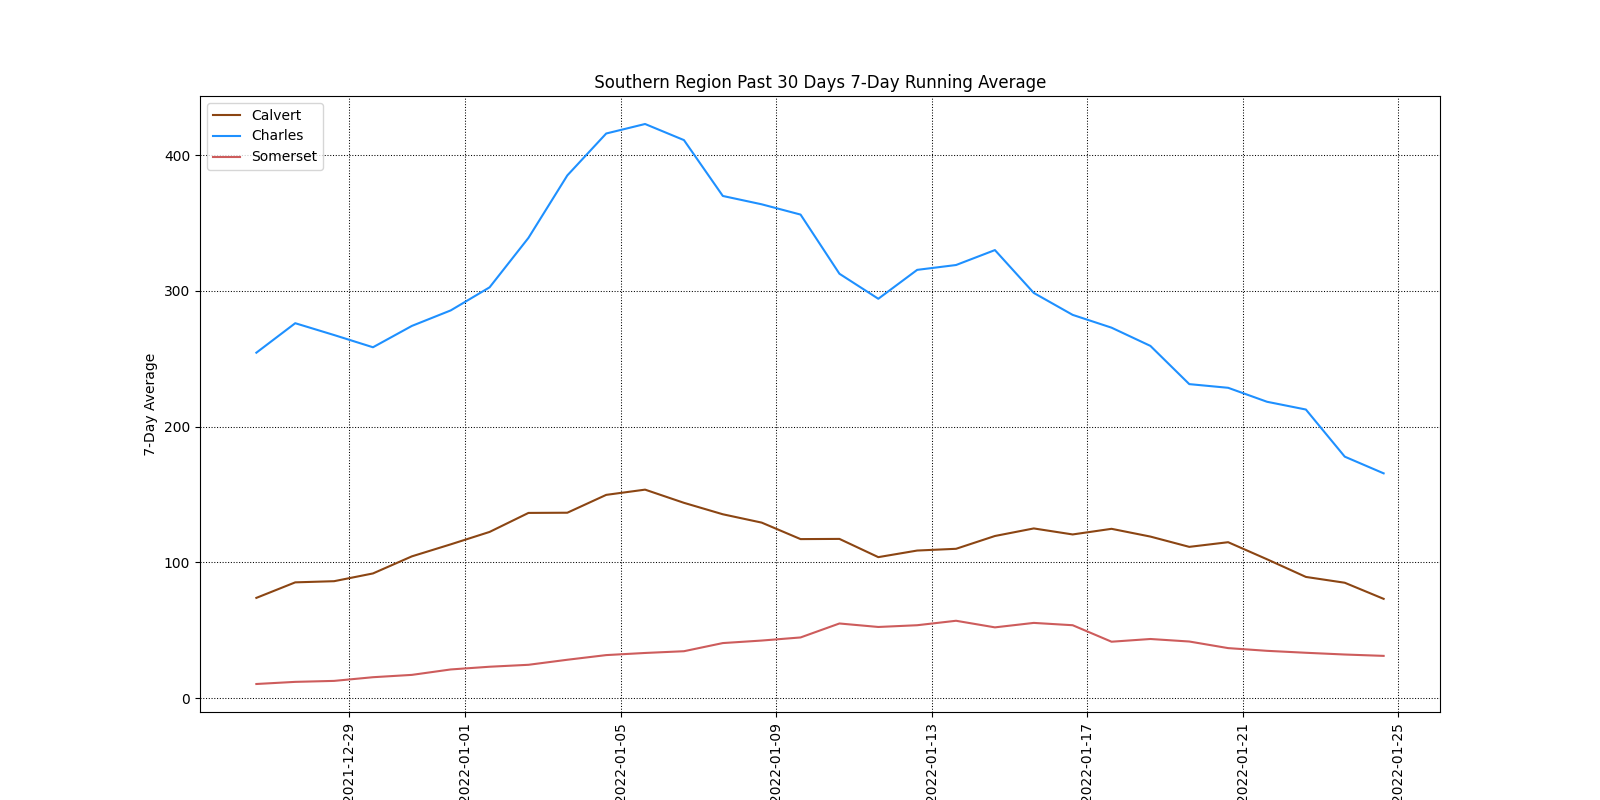 Southern Region Past 30 Days 7-Day Running Average
Calvert
Charles
Somerset
7-Day Average
400
300
200
100
0
2021-12-29
2022-01-01
2022-01-05
2022-01-09
2022-01-13
2022-01-17
2022-01-21
2022-01-25